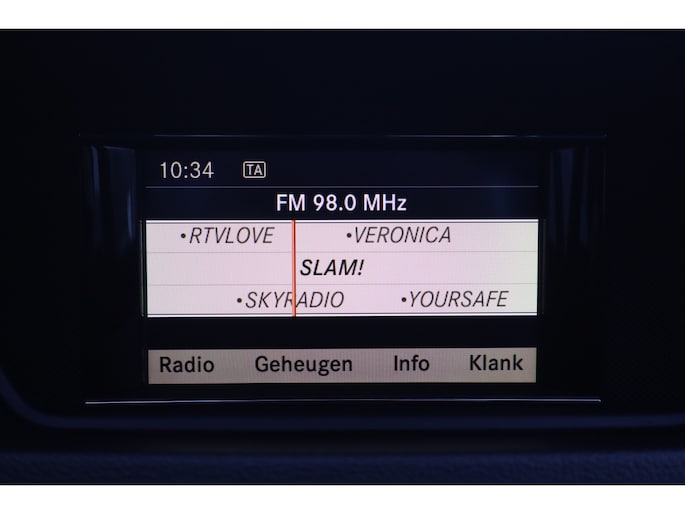 10:34 TA
FM 98.0 MHz
•RTVLOVE •VERONICA
SLAM!
•SKYRADIO •YOURSAFE
Radio Geheugen Info Klank